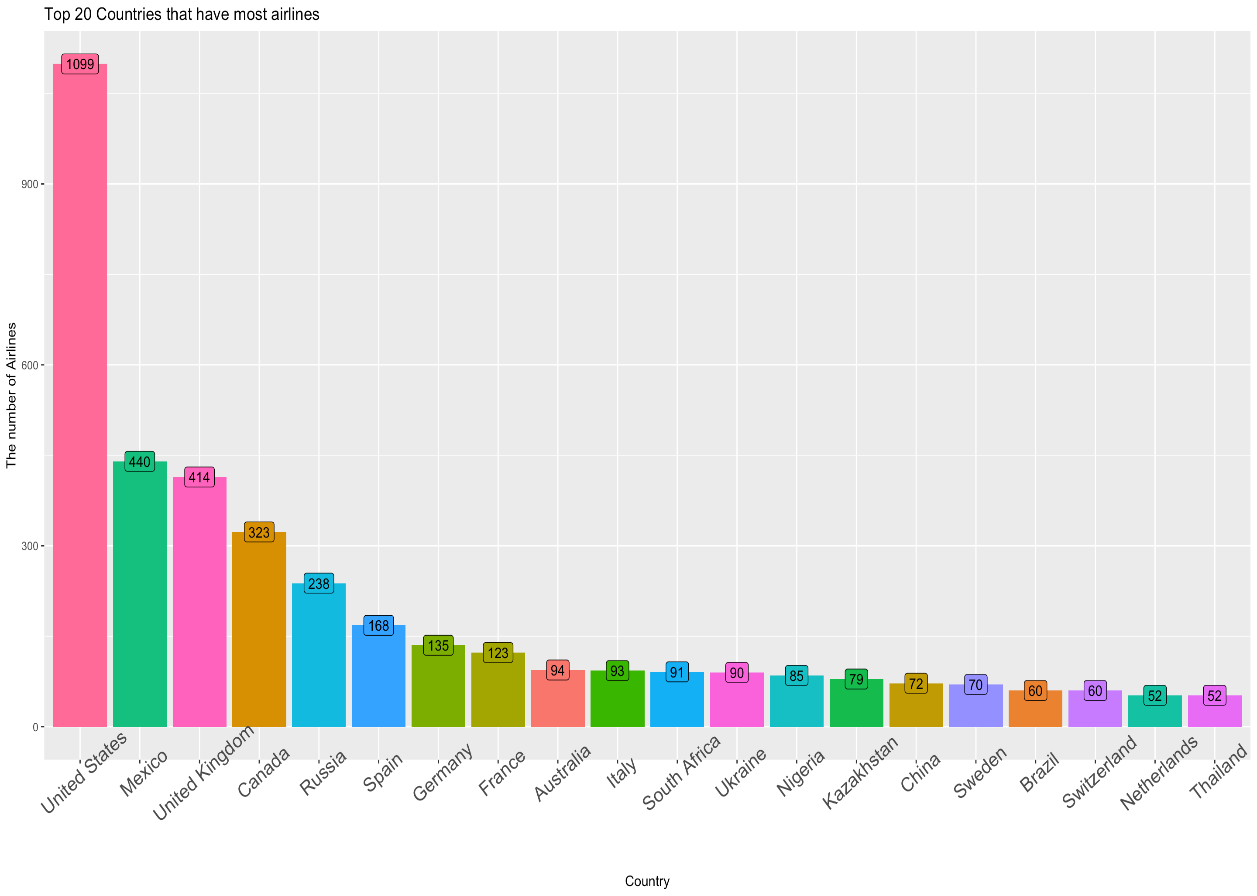 Top 20 Countries that have most airlines
The number of Airlines
900
600
300
0
1099
440
414
323
238
168
135
123
94
93
91
90
85
79
72
70
60
60
52
52
United States
Mexico
United Kingdom
Canada
Russia
Spain
Germany
France
Australia
Italy
South Africa
Ukraine
Nigeria
Kazakhstan
China
Sweden
Brazil
Switzerland
Netherlands
Thailand
Country